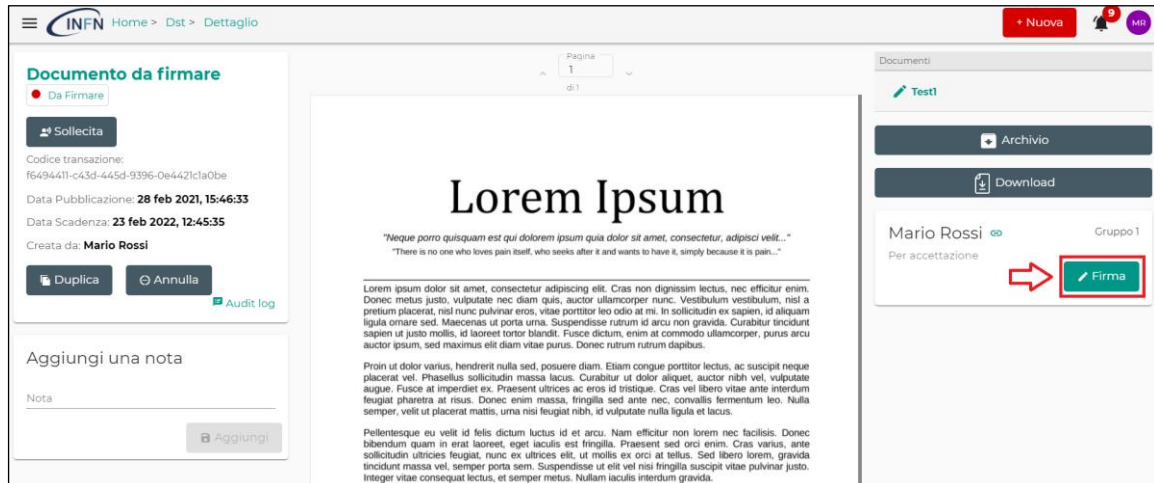 INFN Home > Dst > Dettaglio
+ Nuova
9
MR
Documento da firmare
Da Firmare
Sollecita
Codice transazione:
f6494411-c43d-445d-9396-0e4421c1a0be
Data Pubblicazione: 28 feb 2021, 15:46:33
Data Scadenza: 23 feb 2022, 12:45:35
Creata da: Mario Rossi
Duplica
Annulla
Audit log
Aggiungi una nota
Nota
Aggiungi
Pagina
1
di 1
Lorem Ipsum
"Neque porro quisquam est qui dolorem ipsum quia dolor sit amet, consectetur, adipisci velit..."
"There is no one who loves pain itself, who seeks after it and wants to have it, simply because it is pain..."
Lorem ipsum dolor sit amet, consectetur adipiscing elit. Cras non dignissim lectus, nec efficitur enim.
Donec metus justo, vulputate nec diam quis, auctor ullamcorper nunc. Vestibulum vestibulum, nisl a
pretium placerat, nisl nunc pulvinar eros, vitae porttitor leo odio at mi. In sollicitudin ex sapien, id aliquam
ligula ornare sed. Maecenas ut porta urna. Suspendisse rutrum id arcu non gravida. Curabitur tincidunt
sapien ut justo mollis, id laoreet tortor blandit. Fusce dictum, enim at commodo ullamcorper, purus arcu
auctor ipsum, sed maximus elit diam vitae purus. Donec rutrum rutrum dapibus.
Proin ut dolor varius, hendrerit nulla sed, posuere diam. Etiam congue porttitor lectus, ac suscipit neque
placerat vel. Phasellus sollicitudin massa lacus. Curabitur ut dolor aliquet, auctor nibh vel, vulputate
augue. Fusce at imperdiet ex. Praesent ultrices ac eros id tristique. Cras vel libero vitae ante interdum
feugiat pharetra at risus. Donec enim massa, fringilla sed ante nec, convallis fermentum leo. Nulla
semper, velit ut placerat mattis, urna nisi feugiat nibh, id vulputate nulla ligula et lacus.
Pellentesque eu velit id felis dictum luctus id et arcu. Nam efficitur non lorem nec facilisis. Donec
bibendum quam in erat laoreet, eget iaculis est fringilla. Praesent sed orci enim. Cras varius, ante
sollicitudin ultricies feugiat, nunc ex ultrices elit, ut mollis ex orci at tellus. Sed libero lorem, gravida
tincidunt massa vel, semper porta sem. Suspendisse ut elit vel nisi fringilla suscipit vitae pulvinar justo.
Integer vitae consequat lectus, et semper metus. Nullam iaculis interdum gravida.
Documenti
Test1
Archivio
Download
Mario Rossi
Gruppo 1
Per accettazione
Firma